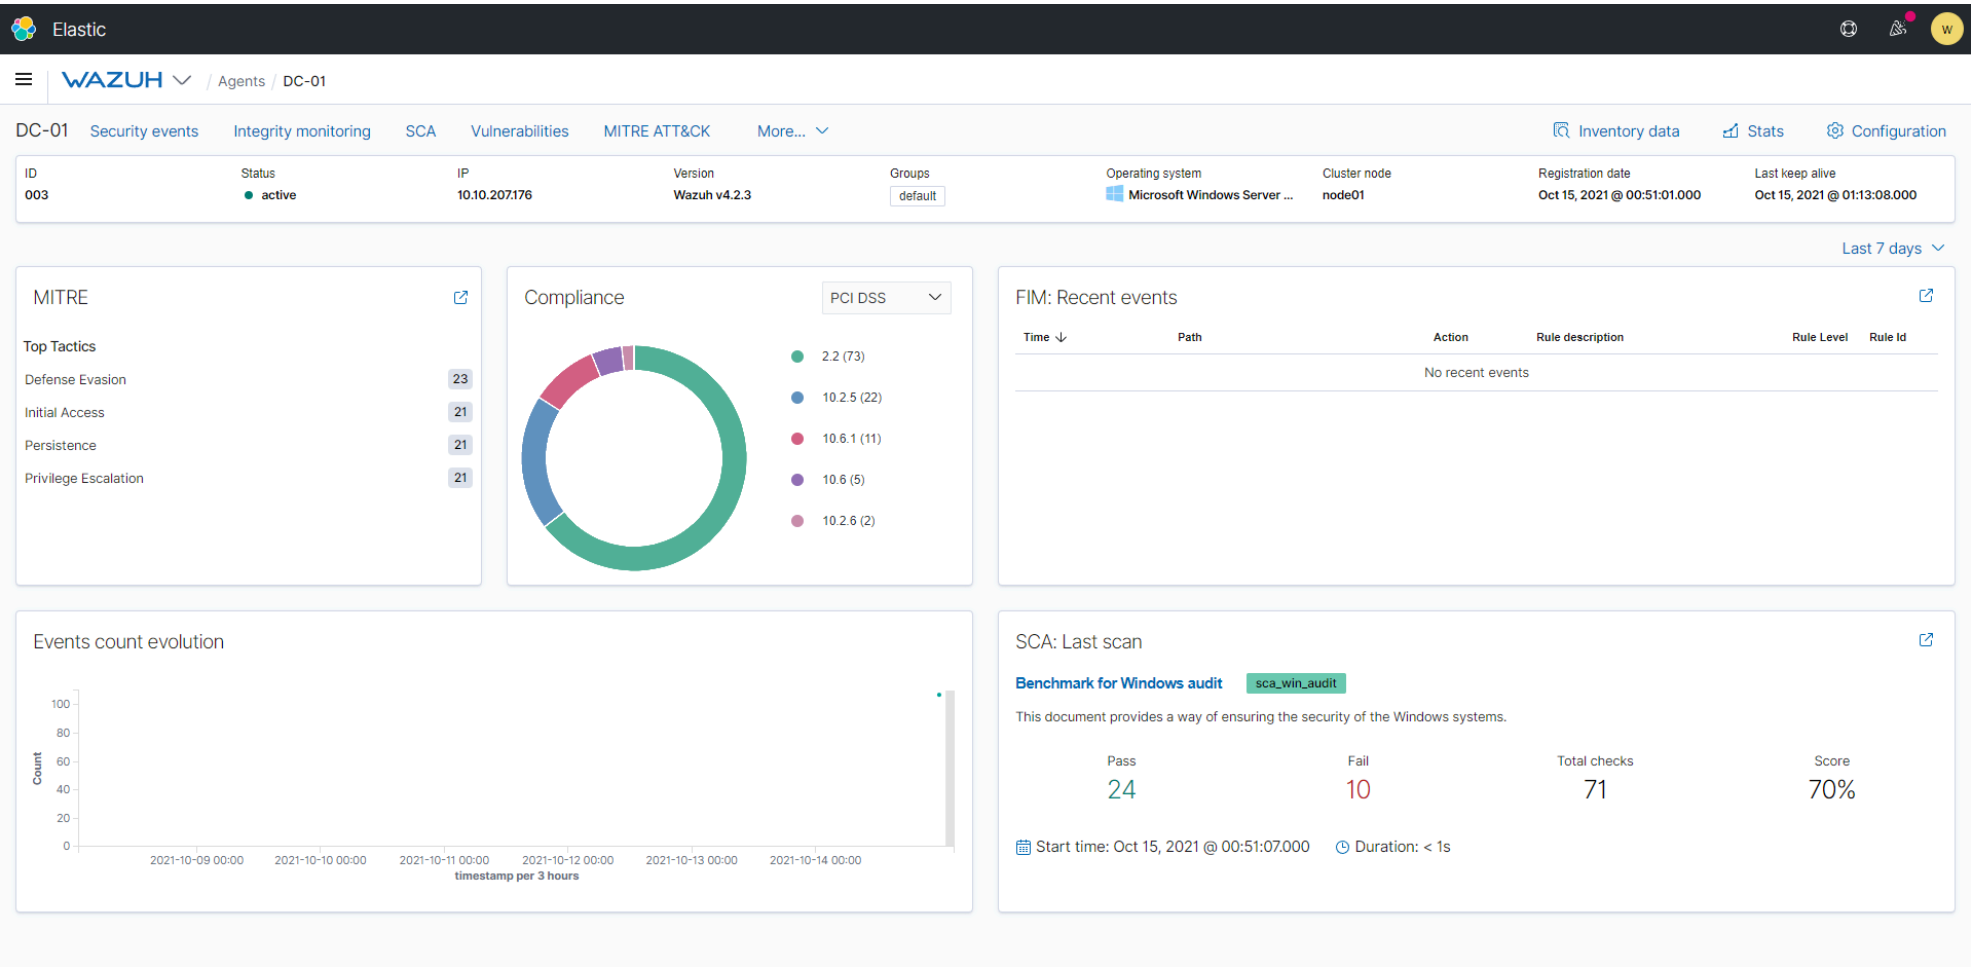 Elastic
W
WAZUH / Agents / DC-01
DC-01 Security events Integrity monitoring SCA Vulnerabilities MITRE ATT&CK More... Inventory data Stats Configuration
ID Status IP Version Groups Operating system Cluster node Registration date Last keep alive
003 active 10.10.207.176 Wazuh v4.2.3 default Microsoft Windows Server ... node01 Oct 15, 2021 @ 00:51:01.000 Oct 15, 2021 @ 01:13:08.000
Last 7 days
MITRE
Top Tactics
Defense Evasion 23
Initial Access 21
Persistence 21
Privilege Escalation 21
Compliance PCI DSS
2.2 (73)
10.2.5 (22)
10.6.1 (11)
10.6 (5)
10.2.6 (2)
FIM: Recent events
Time Path Action Rule description Rule Level Rule Id
No recent events
Events count evolution
100
80
60
40
20
0
Count
2021-10-09 00:00 2021-10-10 00:00 2021-10-11 00:00 2021-10-12 00:00 2021-10-13 00:00 2021-10-14 00:00
timestamp per 3 hours
SCA: Last scan
Benchmark for Windows audit sca_win_audit
This document provides a way of ensuring the security of the Windows systems.
Pass Fail Total checks Score
24 10 71 70%
Start time: Oct 15, 2021 @ 00:51:07.000 Duration: < 1s